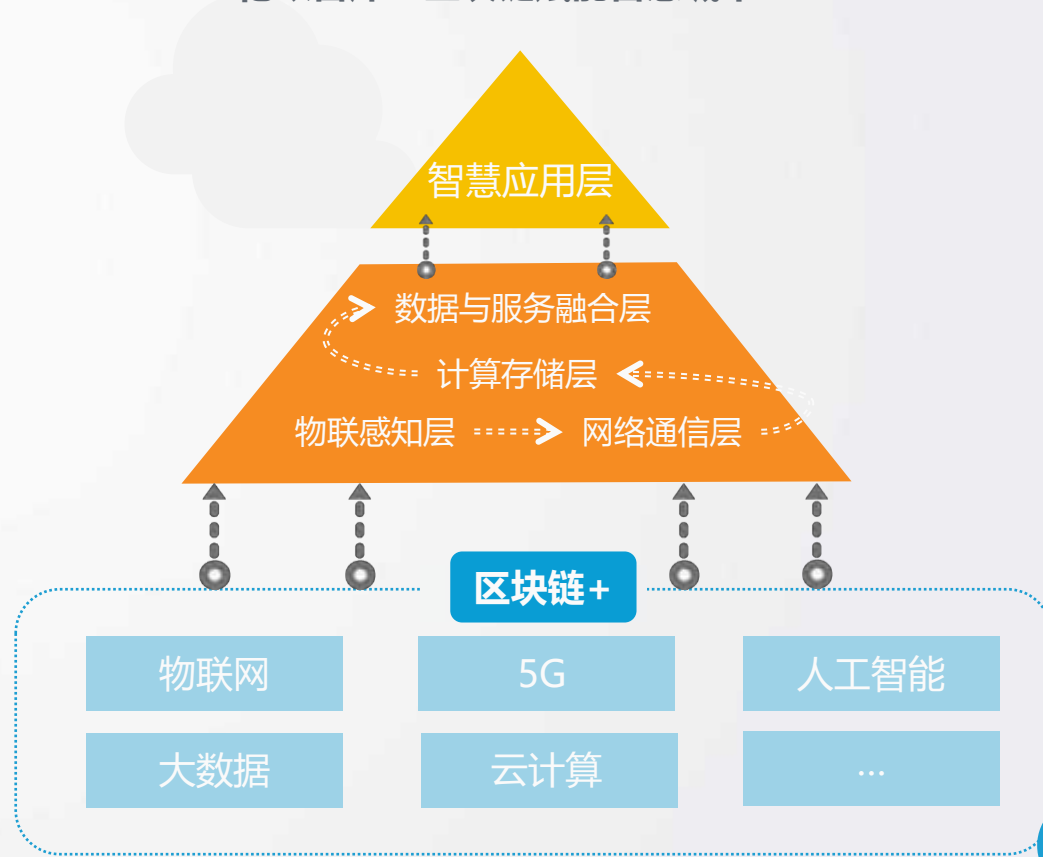 智慧应用层
数据与服务融合层
计算存储层
物联感知层 网络通信层
区块链+
物联网 5G 人工智能
大数据 云计算 ...